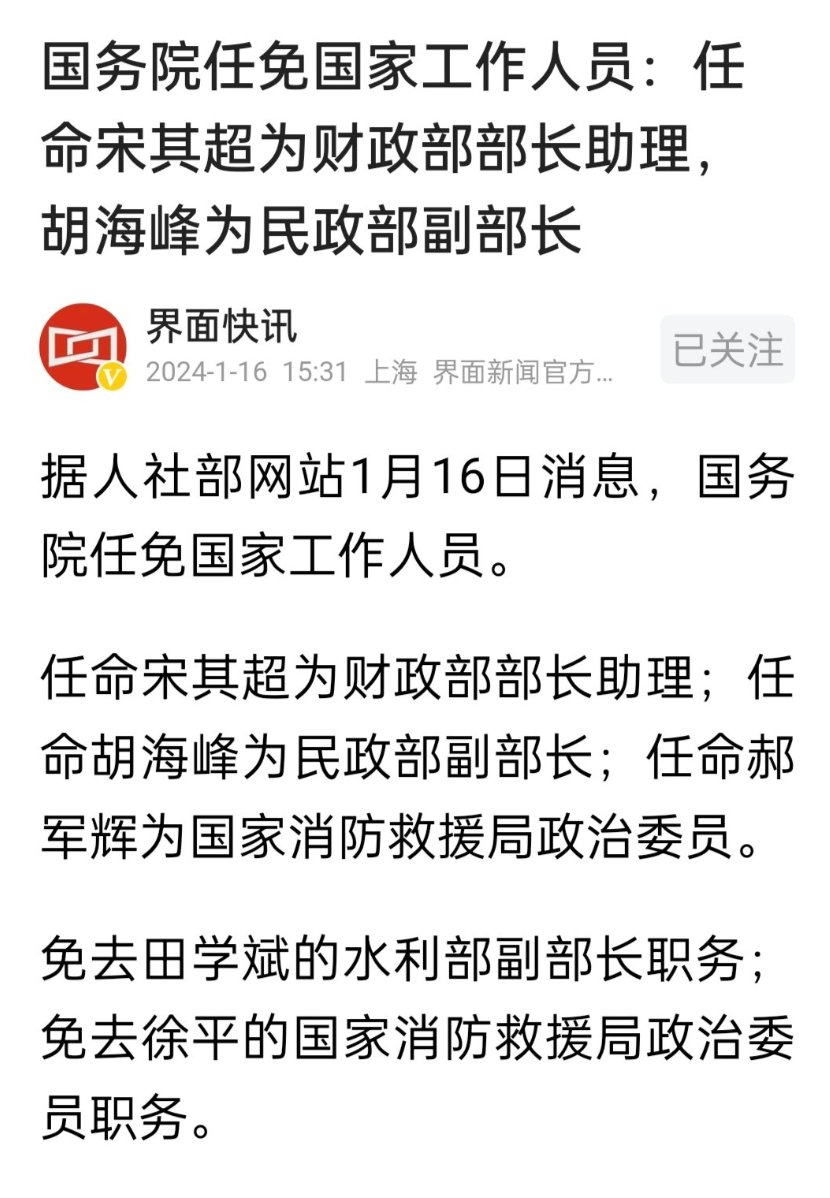 国务院任免国家工作人员：任
命宋其超为财政部部长助理，
胡海峰为民政部副部长
界面快讯
已关注
V
2024-1-16 15:31 上海 界面新闻官方...
据人社部网站1月16日消息，国务
院任免国家工作人员。
任命宋其超为财政部部长助理；任
命胡海峰为民政部副部长；任命郝
军辉为国家消防救援局政治委员。
免去田学斌的水利部副部长职务；
免去徐平的国家消防救援局政治委
员职务。